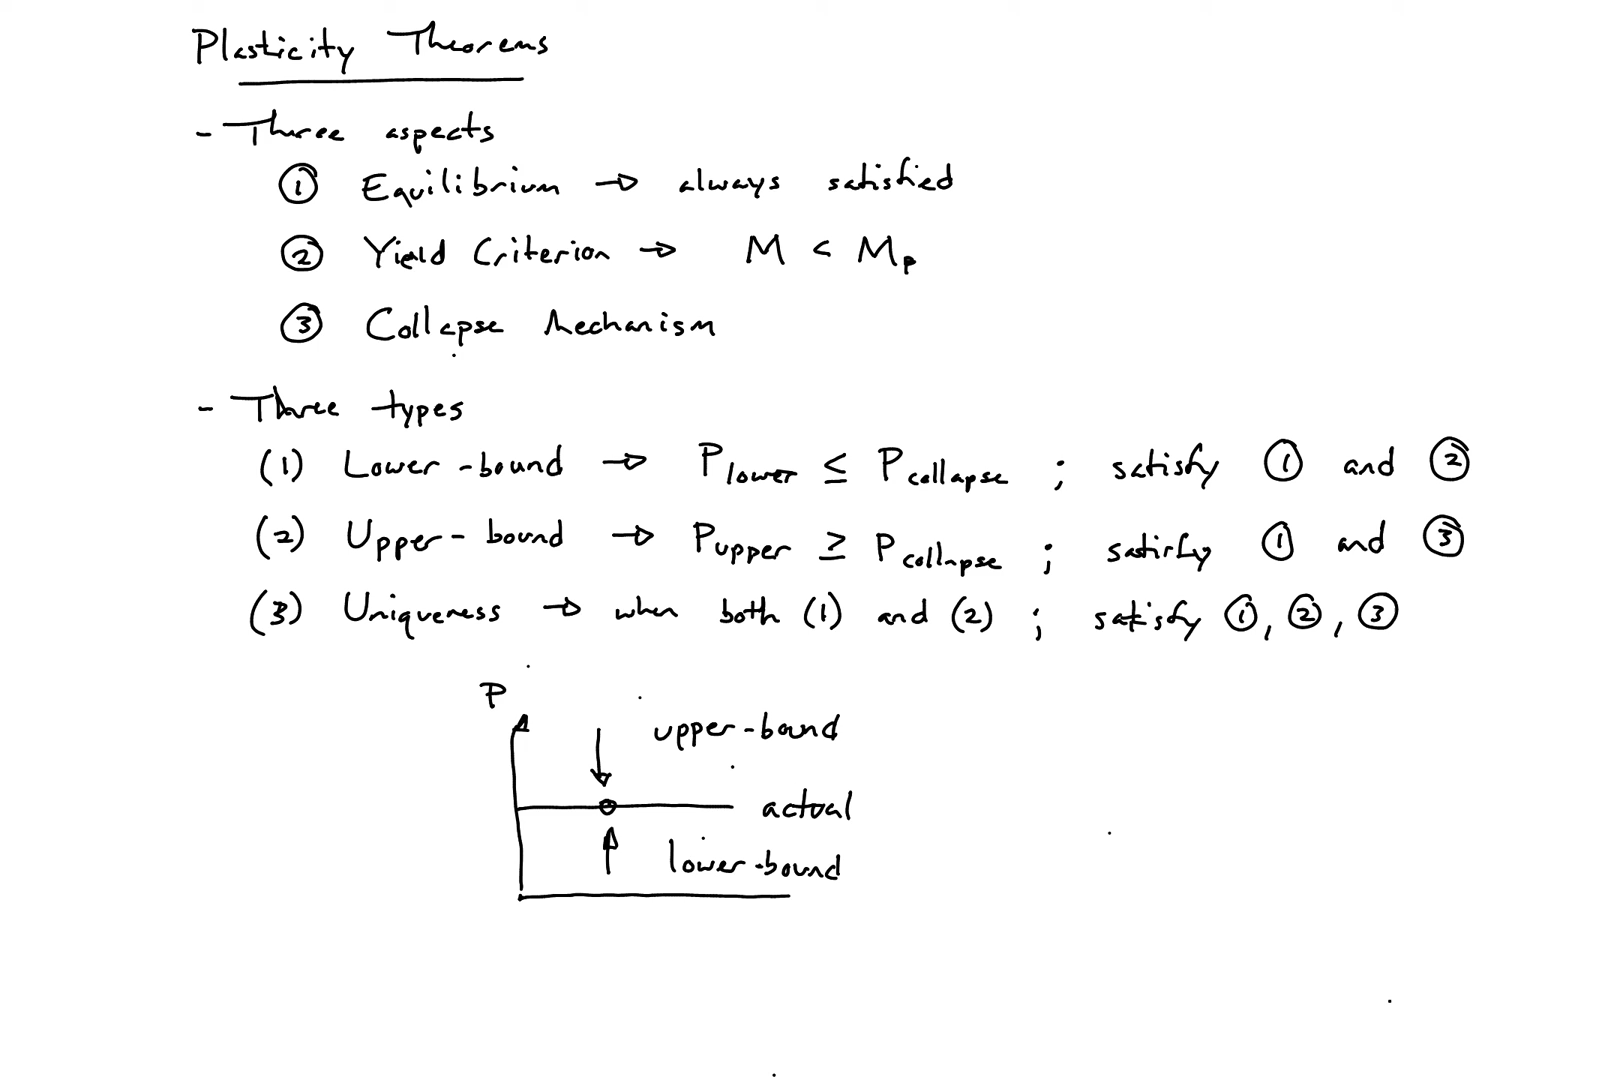 Plasticity Theorems
- Three aspects
① Equilibrium → always satisfied
② Yield Criterion → M < Mp
③ Collapse Mechanism
- Three types
(1) Lower-bound → Plower ≤ Pcollapse ; satisfy ① and ②
(2) Upper-bound → Pupper ≥ Pcollapse ; satisfy ① and ③
(3) Uniqueness → when both (1) and (2) ; satisfy ①, ②, ③
P
upper-bound
actual
lower-bound